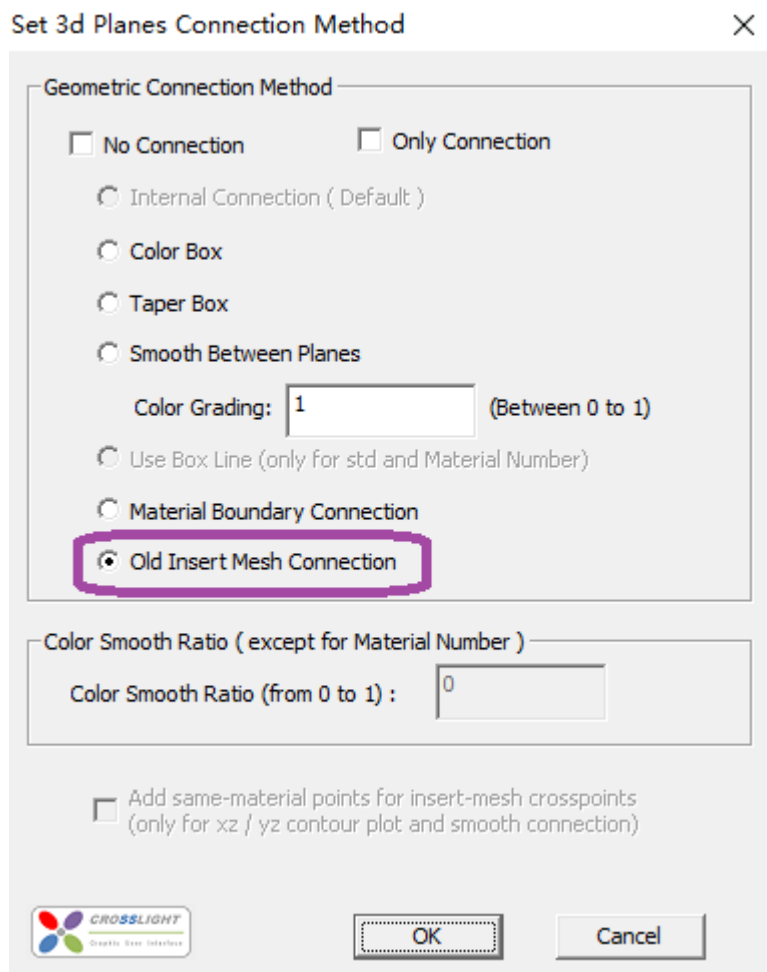 Set 3d Planes Connection Method
Geometric Connection Method
No Connection
Only Connection
Internal Connection ( Default )
Color Box
Taper Box
Smooth Between Planes
Color Grading: 1 (Between 0 to 1)
Use Box Line (only for std and Material Number)
Material Boundary Connection
Old Insert Mesh Connection
Color Smooth Ratio ( except for Material Number )
Color Smooth Ratio (from 0 to 1) : 0
Add same-material points for insert-mesh crosspoints
(only for xz / yz contour plot and smooth connection)
CROSSLIGHT
Graphic User Interface
OK
Cancel